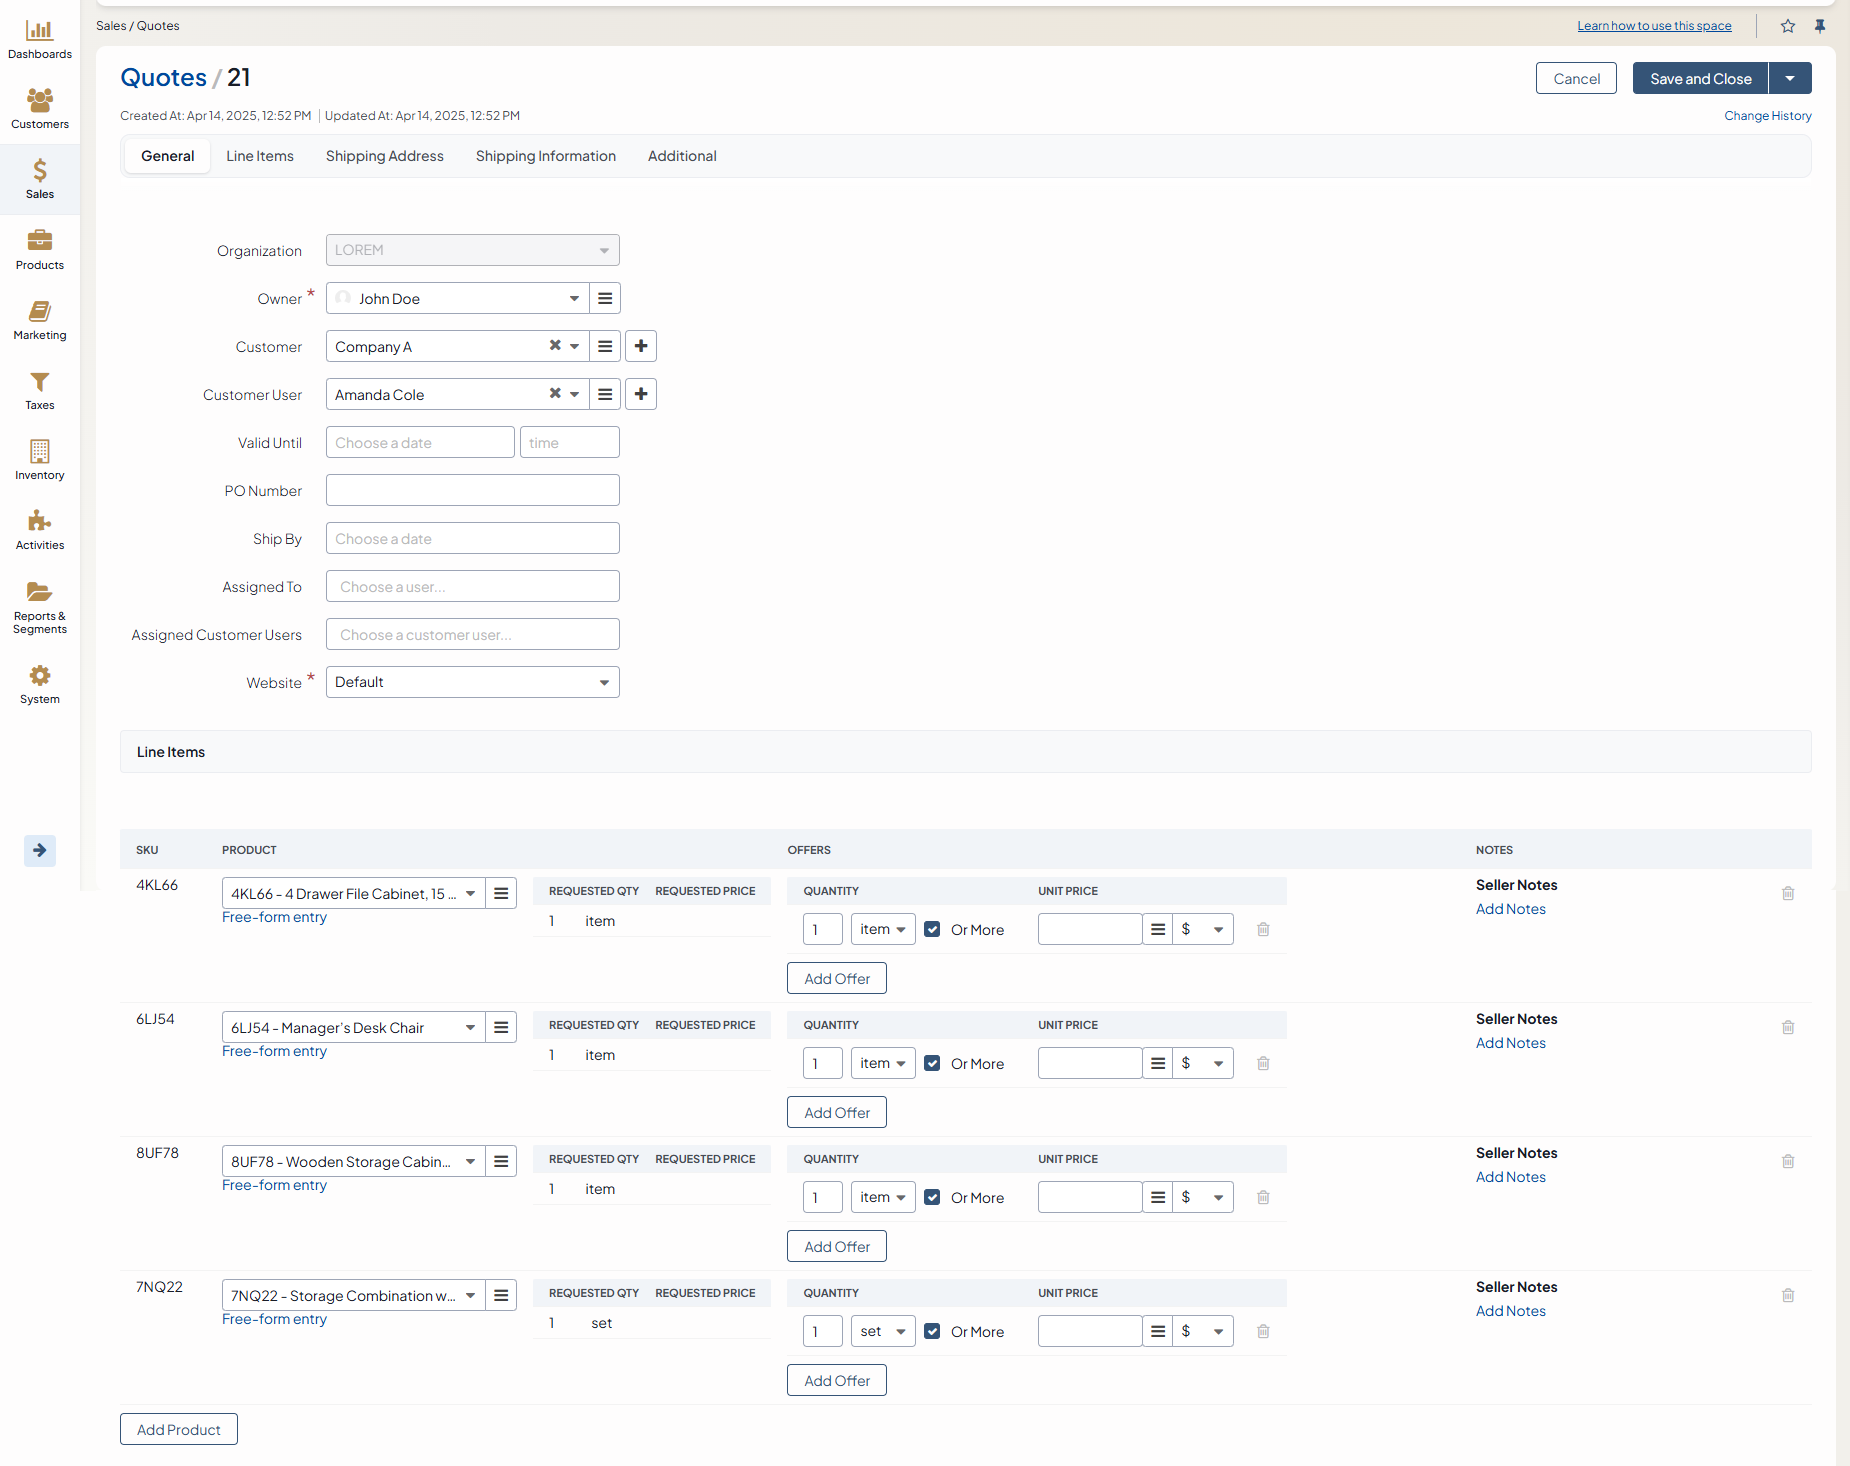 Dashboards
Customers
Sales
Products
Marketing
Taxes
Inventory
Activities
Reports &
Segments
System
Sales / Quotes
Learn how to use this space
Quotes / 21
Cancel
Save and Close
Created At: Apr 14, 2025, 12:52 PM
Updated At: Apr 14, 2025, 12:52 PM
Change History
General
Line Items
Shipping Address
Shipping Information
Additional
Organization
LOREM
Owner *
John Doe
Customer
Company A
Customer User
Amanda Cole
Valid Until
Choose a date
time
PO Number
Ship By
Choose a date
Assigned To
Choose a user...
Assigned Customer Users
Choose a customer user...
Website *
Default
Line Items
SKU
PRODUCT
OFFERS
NOTES
4KL66
4KL66 - 4 Drawer File Cabinet, 15 ...
Free-form entry
REQUESTED QTY
REQUESTED PRICE
1 item
QUANTITY
UNIT PRICE
1
item
Or More
$
Add Offer
Seller Notes
Add Notes
6LJ54
6LJ54 - Manager's Desk Chair
Free-form entry
REQUESTED QTY
REQUESTED PRICE
1 item
QUANTITY
UNIT PRICE
1
item
Or More
$
Add Offer
Seller Notes
Add Notes
8UF78
8UF78 - Wooden Storage Cabin...
Free-form entry
REQUESTED QTY
REQUESTED PRICE
1 item
QUANTITY
UNIT PRICE
1
item
Or More
$
Add Offer
Seller Notes
Add Notes
7NQ22
7NQ22 - Storage Combination w...
Free-form entry
REQUESTED QTY
REQUESTED PRICE
1 set
QUANTITY
UNIT PRICE
1
set
Or More
$
Add Offer
Seller Notes
Add Notes
Add Product